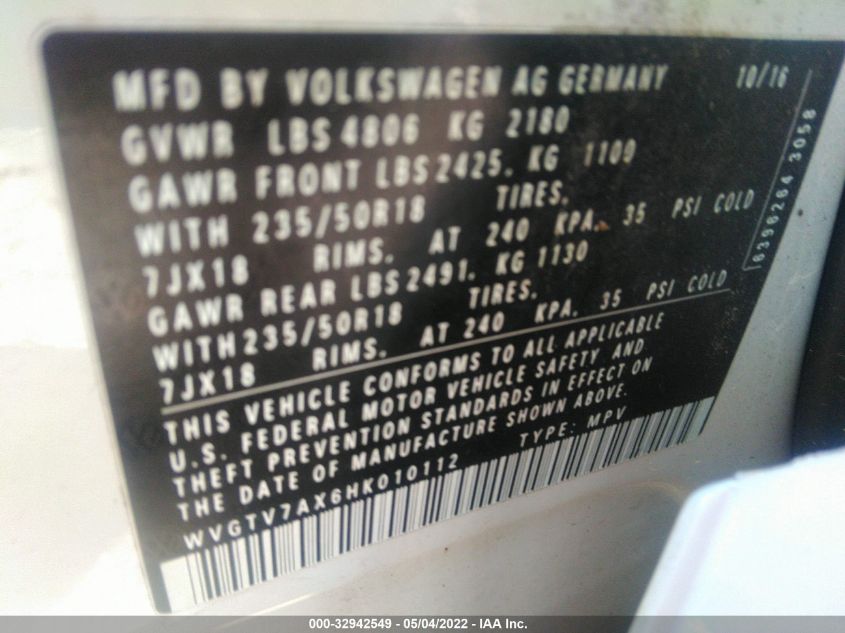 MFD BY VOLKSWAGEN AG GERMANY 10/16
GVWR LBS 4806 KG 2180
GAWR FRONT LBS 2425. KG 1100
WITH 235/50R18 TIRES.
7JX18 RIMS. AT 240 KPA. 35 PSI COLD
GAWR REAR LBS 2491. KG 1130
WITH 235/50R18 TIRES.
7JX18 RIMS. AT 240 KPA. 35 PSI COLD
THIS VEHICLE CONFORMS TO ALL APPLICABLE
U.S. FEDERAL MOTOR VEHICLE SAFETY AND
THEFT PREVENTION STANDARDS IN EFFECT ON
THE DATE OF MANUFACTURE SHOWN ABOVE.
WVGTV7AX6HK010112 TYPE: MPV
6396264 3058
000-32942549 - 05/04/2022 - IAA Inc.